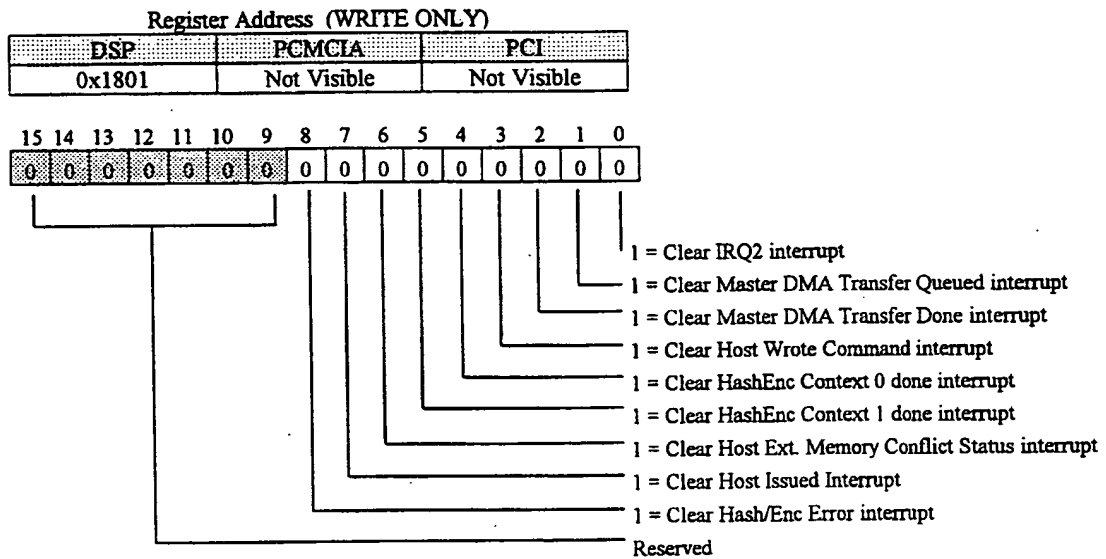 Register Address (WRITE ONLY)
DSP PCMCIA PCI
0x1801 Not Visible Not Visible
15 14 13 12 11 10 9 8 7 6 5 4 3 2 1 0
0 0 0 0 0 0 0 0 0 0 0 0 0 0 0 0
1 = Clear IRQ2 interrupt
1 = Clear Master DMA Transfer Queued interrupt
1 = Clear Master DMA Transfer Done interrupt
1 = Clear Host Wrote Command interrupt
1 = Clear HashEnc Context 0 done interrupt
1 = Clear HashEnc Context 1 done interrupt
1 = Clear Host Ext. Memory Conflict Status interrupt
1 = Clear Host Issued Interrupt
1 = Clear Hash/Enc Error interrupt
Reserved